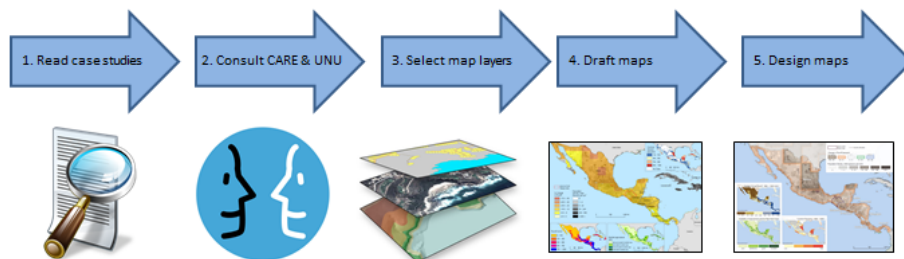 1. Read case studies
2. Consult CARE & UNU
3. Select map layers
4. Draft maps
5. Design maps